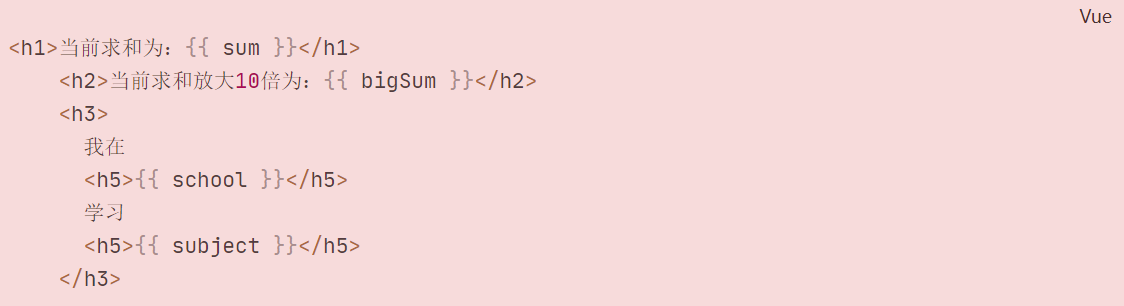 Vue
<h1>当前求和为：{{ sum }}</h1>
    <h2>当前求和放大10倍为：{{ bigSum }}</h2>
    <h3>
      我在
      <h5>{{ school }}</h5>
      学习
      <h5>{{ subject }}</h5>
    </h3>